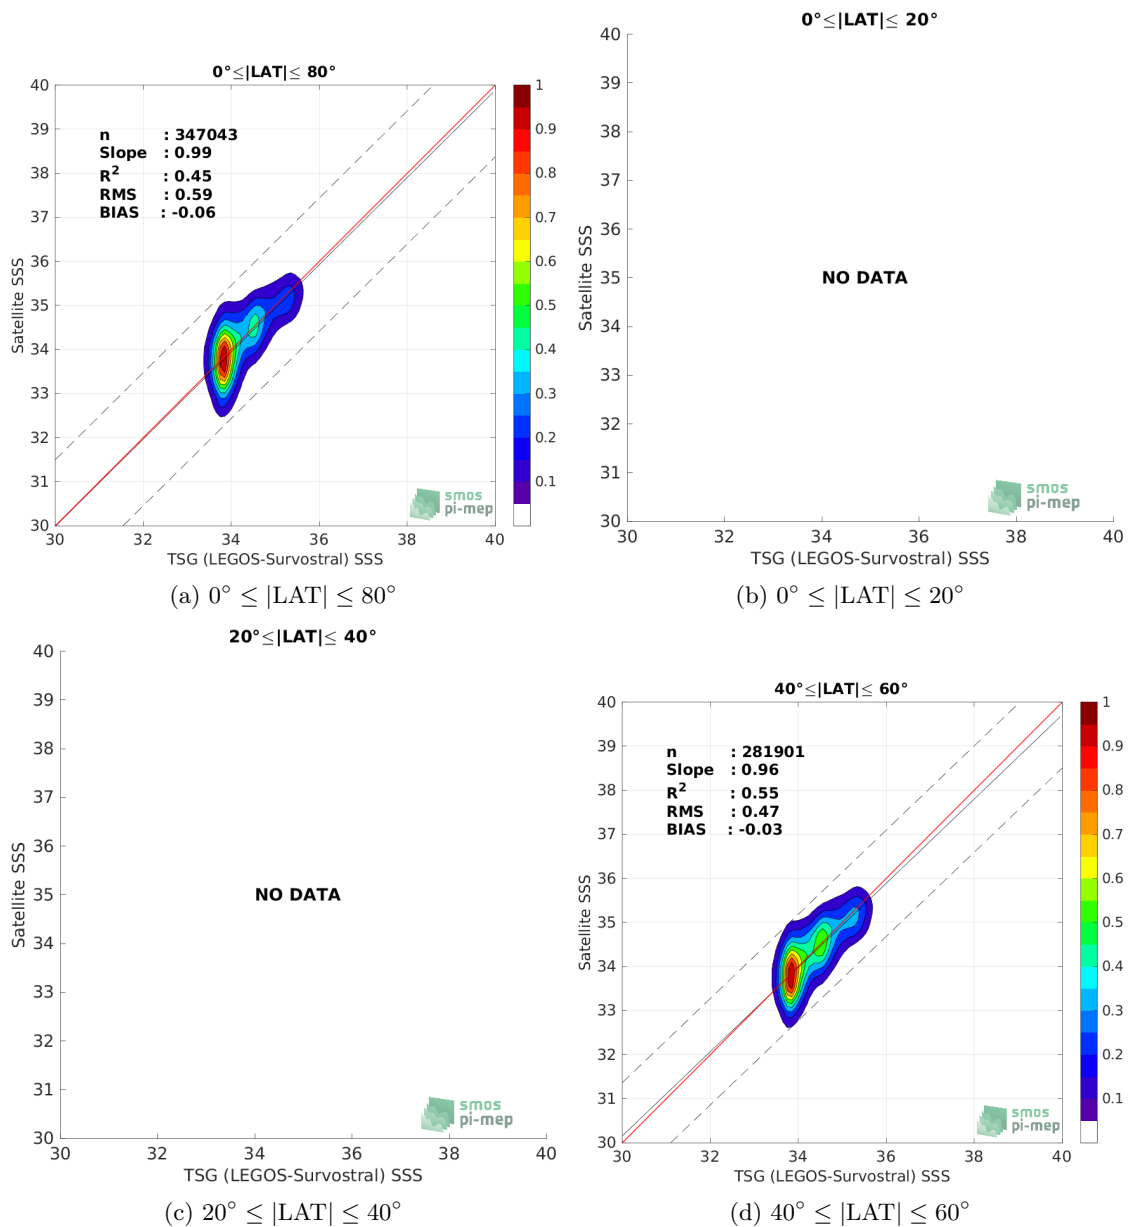 0°≤|LAT|≤ 80°
40
39
38
37
36
35
34
33
32
31
30
Satellite SSS
n : 347043
Slope : 0.99
R² : 0.45
RMS : 0.59
BIAS : -0.06
smos
pi-mep
30 32 34 36 38 40
TSG (LEGOS-Survostral) SSS
1
0.9
0.8
0.7
0.6
0.5
0.4
0.3
0.2
0.1
(a) 0° ≤ |LAT| ≤ 80°
0°≤|LAT|≤ 20°
40
39
38
37
36
35
34
33
32
31
30
Satellite SSS
NO DATA
smos
pi-mep
30 32 34 36 38 40
TSG (LEGOS-Survostral) SSS
(b) 0° ≤ |LAT| ≤ 20°
20°≤|LAT|≤ 40°
40
39
38
37
36
35
34
33
32
31
30
Satellite SSS
NO DATA
smos
pi-mep
30 32 34 36 38 40
TSG (LEGOS-Survostral) SSS
(c) 20° ≤ |LAT| ≤ 40°
40°≤|LAT|≤ 60°
40
39
38
37
36
35
34
33
32
31
30
Satellite SSS
n : 281901
Slope : 0.96
R² : 0.55
RMS : 0.47
BIAS : -0.03
smos
pi-mep
30 32 34 36 38 40
TSG (LEGOS-Survostral) SSS
1
0.9
0.8
0.7
0.6
0.5
0.4
0.3
0.2
0.1
(d) 40° ≤ |LAT| ≤ 60°